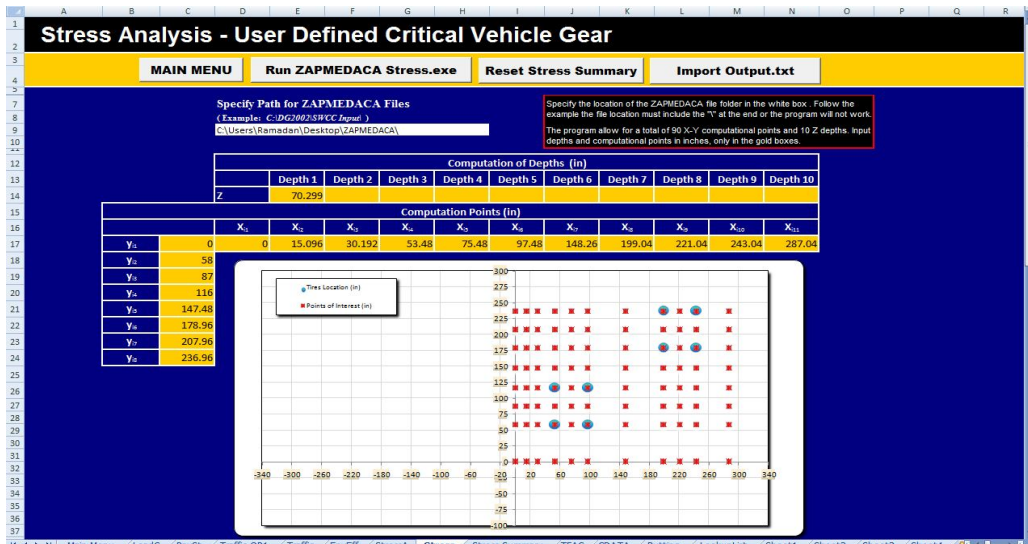 A B C D E F G H I J K L M N O P Q R
Stress Analysis - User Defined Critical Vehicle Gear
MAIN MENU
Run ZAPMEDACA Stress.exe
Reset Stress Summary
Import Output.txt
Specify Path for ZAPMEDACA Files
(Example: C:\DG2002\SWCC Input\ )
C:\Users\Ramadan\Desktop\ZAPMEDACA\
Specify the location of the ZAPMEDACA file folder in the white box . Follow the
example the file location must include the "\" at the end or the program will not work.
The program allow for a total of 90 X-Y computational points and 10 Z depths. Input
depths and computational points in inches, only in the gold boxes.
Computation of Depths (in)
Depth 1 Depth 2 Depth 3 Depth 4 Depth 5 Depth 6 Depth 7 Depth 8 Depth 9 Depth 10
Z 70.299
Computation Points (in)
Xi1 Xi2 Xi3 Xi4 Xi5 Xi6 Xi7 Xi8 Xi9 Xi10 Xi11
yi1 0 0 15.096 30.192 53.48 75.48 97.48 148.26 199.04 221.04 243.04 287.04
yi2 58
yi3 87
yi4 116
yi5 147.48
yi6 178.96
yi7 207.96
yi8 236.96
Tires Location (in)
Points of Interest (in)
300
275
250
225
200
175
150
125
100
75
50
25
0
-340 -300 -260 -220 -180 -140 -100 -60 -20 20 60 100 140 180 220 260 300 340
-50
-75
-100